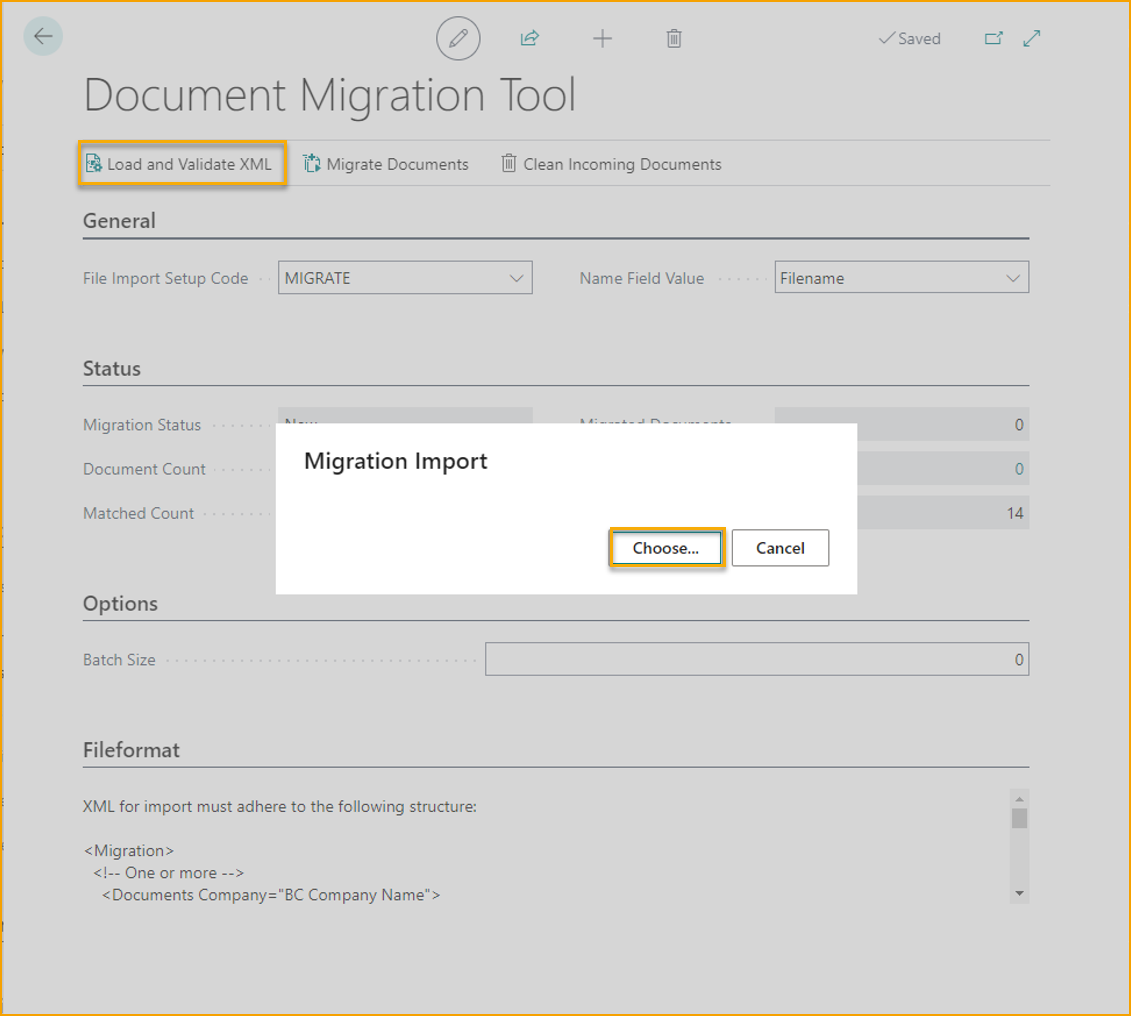 Saved
Document Migration Tool
Load and Validate XML Migrate Documents Clean Incoming Documents
General
File Import Setup Code MIGRATE Name Field Value Filename
Status
Migration Status New Migrated Documents 0
Document Count 0
Matched Count 14
Migration Import
Choose... Cancel
Options
Batch Size 0
Fileformat
XML for import must adhere to the following structure:
<Migration>
<!-- One or more -->
<Documents Company="BC Company Name">